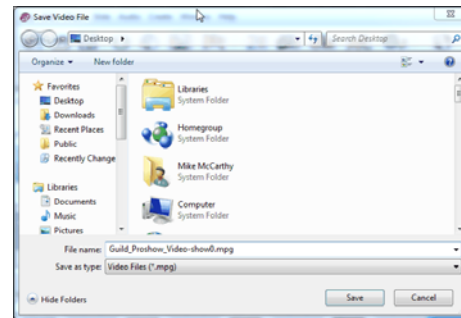 Save Video File
Desktop
Search Desktop
Organize
New folder
Favorites
Desktop
Downloads
Recent Places
Public
Recently Change
Libraries
Documents
Music
Pictures
Libraries
System Folder
Homegroup
System Folder
Mike McCarthy
System Folder
Computer
System Folder
File name: Guild_Proshow_Video-show0.mpg
Save as type: Video Files (*.mpg)
Hide Folders
Save
Cancel